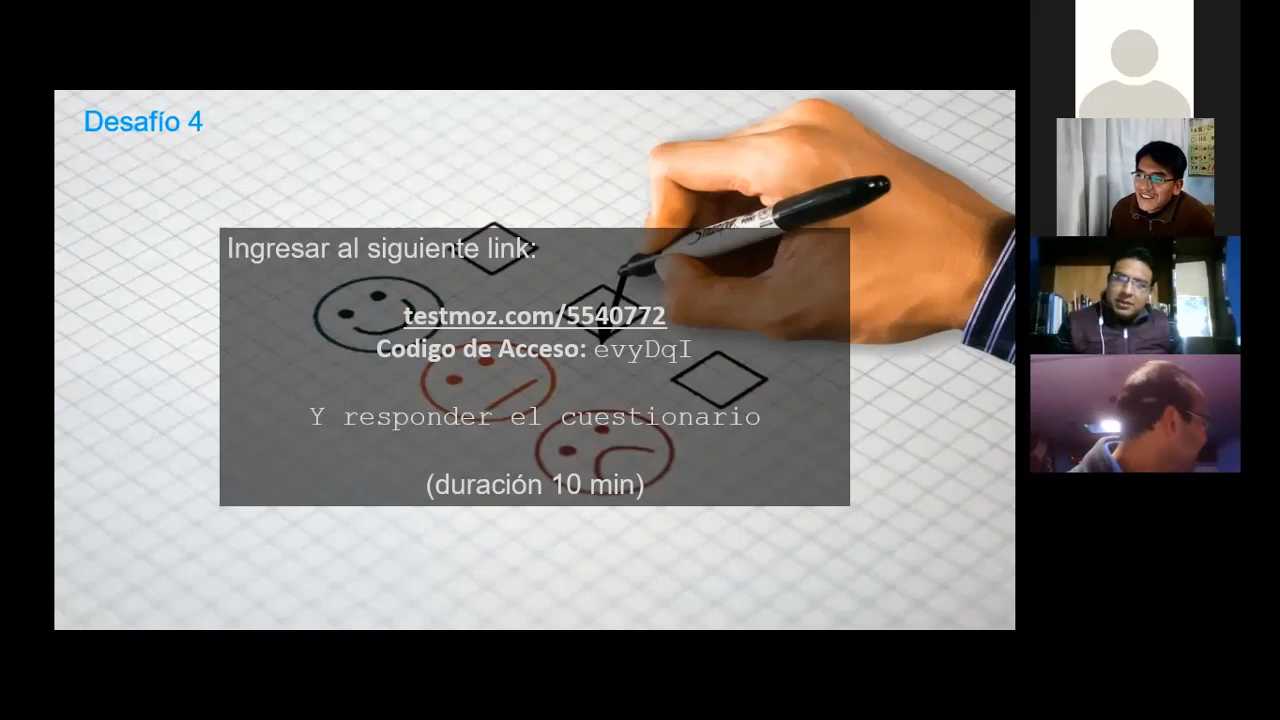 Desafío 4
Ingresar al siguiente link:
testmoz.com/5540772
Codigo de Acceso: evyDqI
Y responder el cuestionario
(duración 10 min)